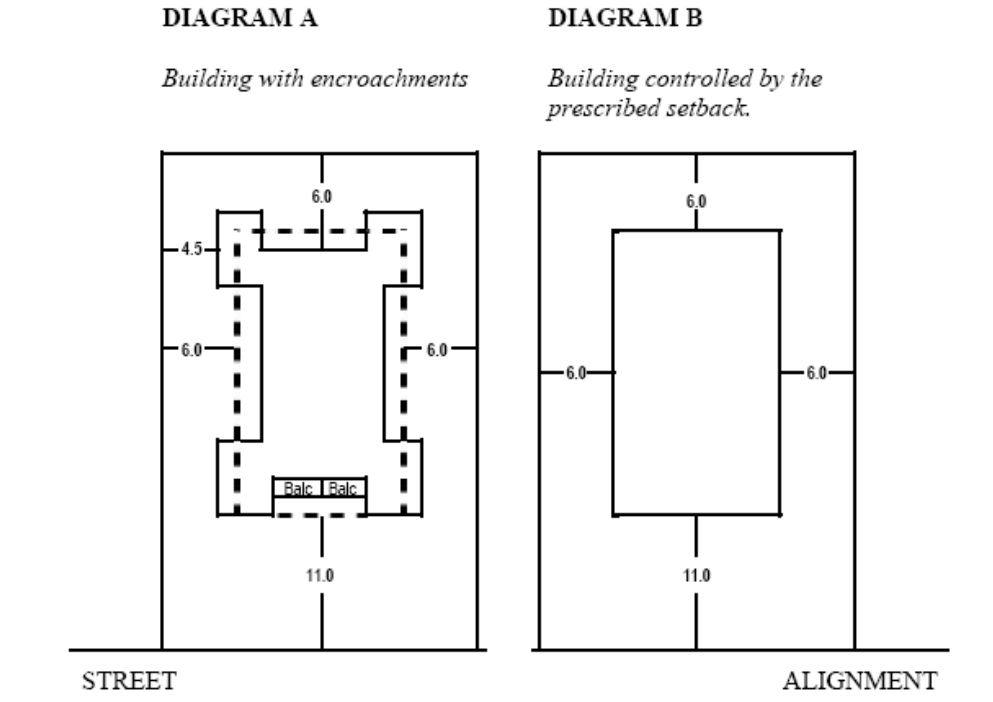 DIAGRAM A
Building with encroachments
6.0
4.5
6.0
6.0
Balc Balc
11.0
STREET
DIAGRAM B
Building controlled by the
prescribed setback.
6.0
6.0
6.0
11.0
ALIGNMENT